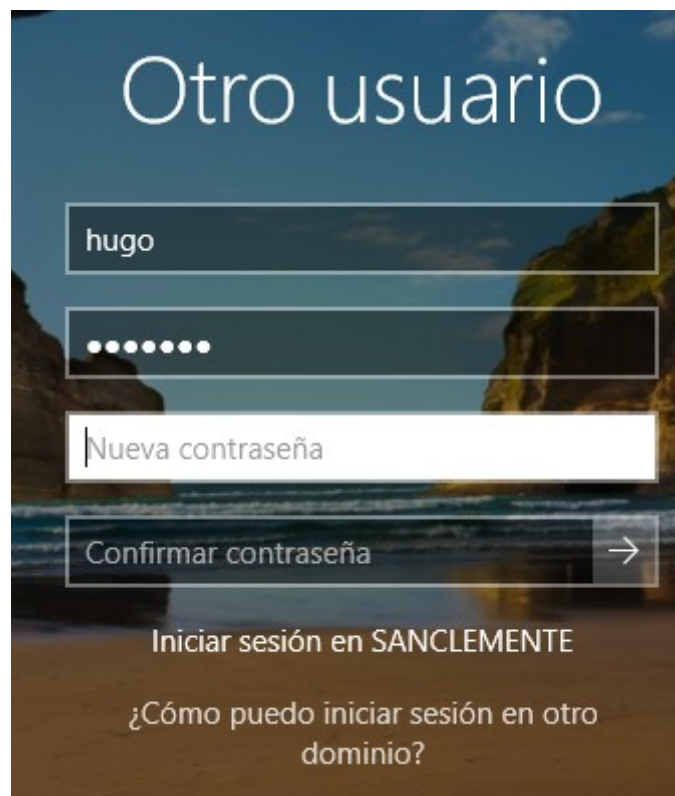 Otro usuario
hugo
●●●●●●●
Nueva contraseña
Confirmar contraseña
Iniciar sesión en SANCLEMENTE
¿Cómo puedo iniciar sesión en otro
dominio?